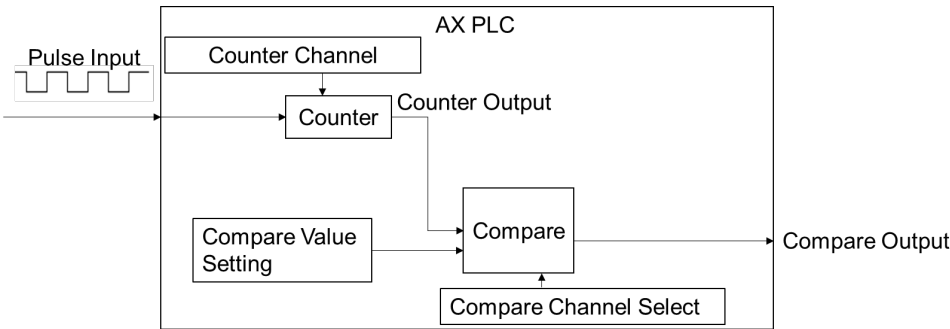 AX PLC
Counter Channel
Pulse Input
Counter Output
Counter
Compare Value
Setting
Compare
Compare Output
Compare Channel Select